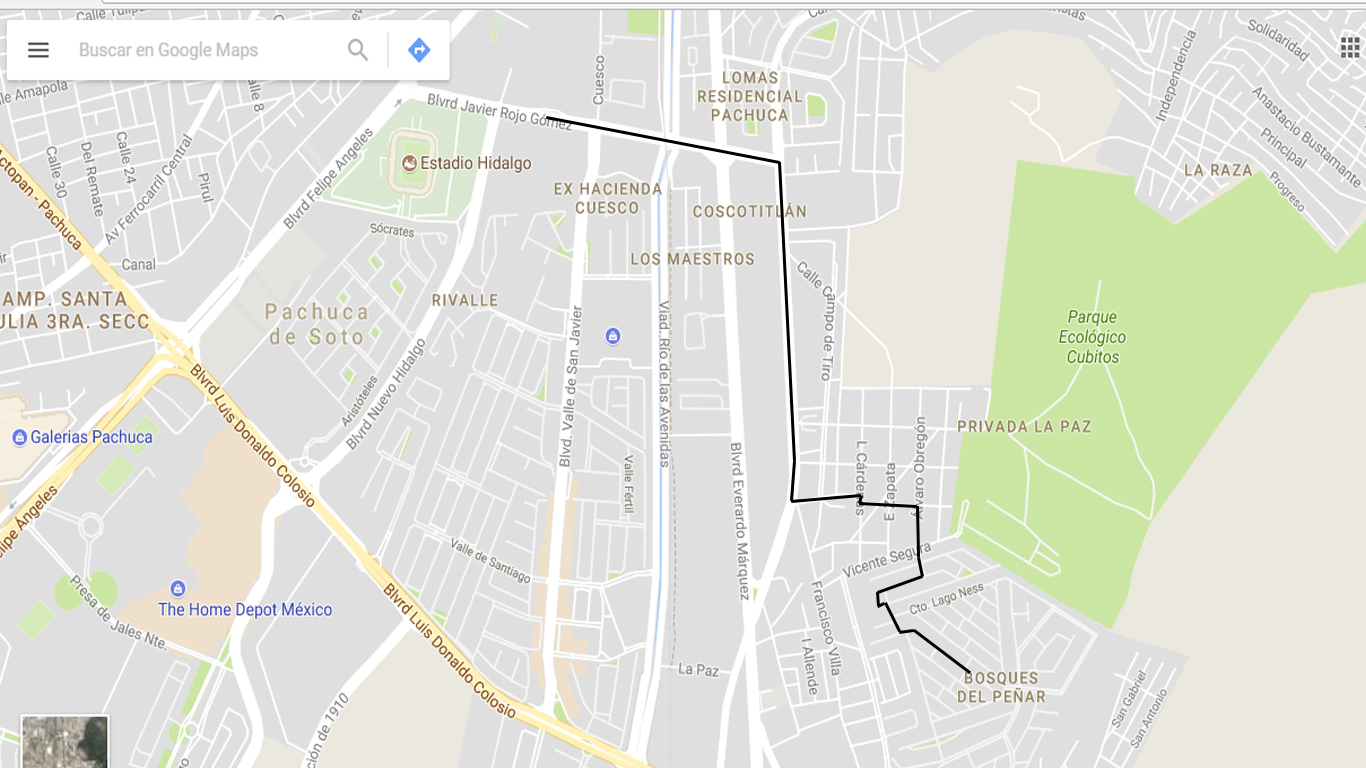 Calle Tulip
Buscar en Google Maps
Calle Amapola
alle 8
Calle 30
Del Remate
Calle 24
Av Ferrocarril Central
Pirul
Actopan - Pachuca
Canal
AMP. SANTA
ULIA 3RA. SECC
Blvrd Felipe Angeles
Blvrd Javier Rojo Gómez
Estadio Hidalgo
Sócrates
Cuesco
EX HACIENDA
CUESCO
LOMAS
RESIDENCIAL
PACHUCA
COSCOTITLÁN
LOS MAESTROS
RIVALLE
Pachuca
de Soto
Aristóteles
Blvrd Nuevo Hidalgo
Blvd. Valle de San Javier
Viad. Río de las Avenidas
Calle Campo de Tiro
Independencia
Solidaridad
Anastacio Bustamante
Principal
Progreso
LA RAZA
Parque
Ecológico
Cubitos
PRIVADA LA PAZ
Blvrd Luis Donaldo Colosio
Galerias Pachuca
elipe Angeles
Valle Fértil
Blvrd Everardo Márquez
L Cárdenas
E Zapata
Alvaro Obregón
Vicente Segura
Valle de Santiago
Cto. Lago Ness
The Home Depot México
Presa de Jales Nte.
Blvrd Luis Donaldo Colosio
Francisco Villa
I Allende
La Paz
BOSQUES
DEL PEÑAR
San Gabriel
San Antonio
ción de 1910